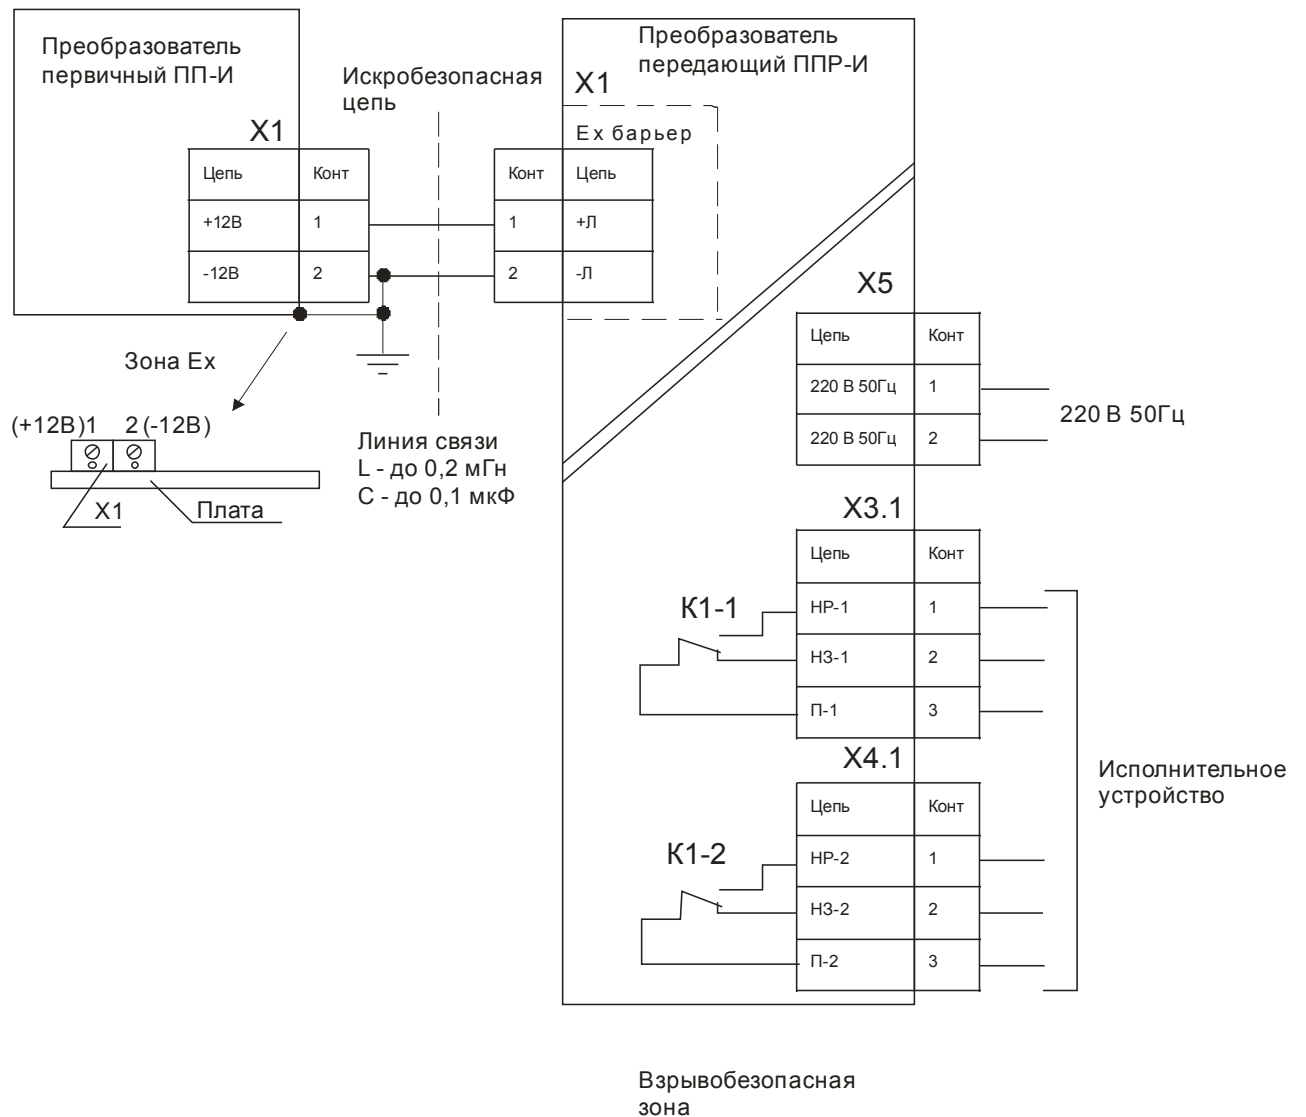 Преобразователь
первичный ПП-И
X1
Цепь Конт
+12В 1
-12В 2
Искробезопасная
цепь
Преобразователь
передающий ППР-И
X1
Ex барьер
Конт Цепь
1 +Л
2 -Л
Зона Ex
(+12В)1 2(-12В)
X1
Плата
Линия связи
L - до 0,2 мГн
С - до 0,1 мкФ
X5
Цепь Конт
220 В 50Гц 1
220 В 50Гц 2
220 В 50Гц
X3.1
Цепь Конт
К1-1
НР-1 1
НЗ-1 2
П-1 3
X4.1
Цепь Конт
К1-2
НР-2 1
НЗ-2 2
П-2 3
Исполнительное
устройство
Взрывобезопасная
зона